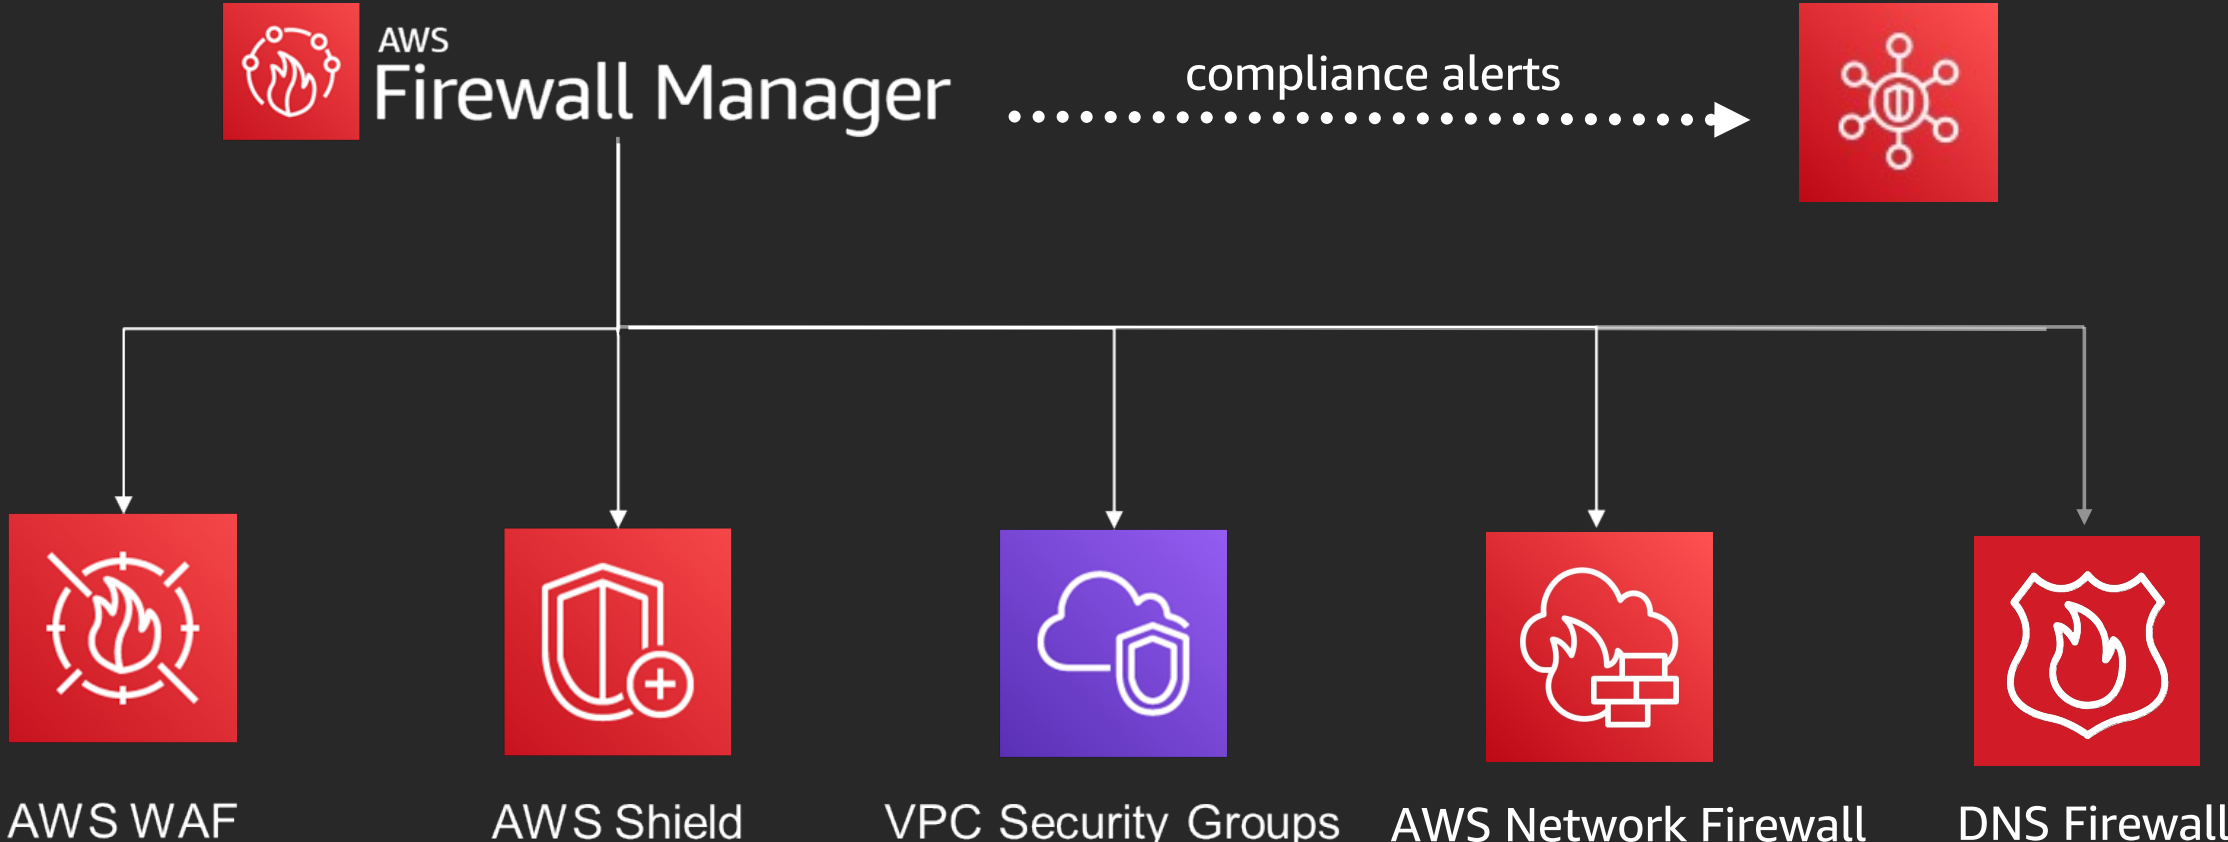 AWS
Firewall Manager
compliance alerts
AWS WAF
AWS Shield
VPC Security Groups
AWS Network Firewall
DNS Firewall